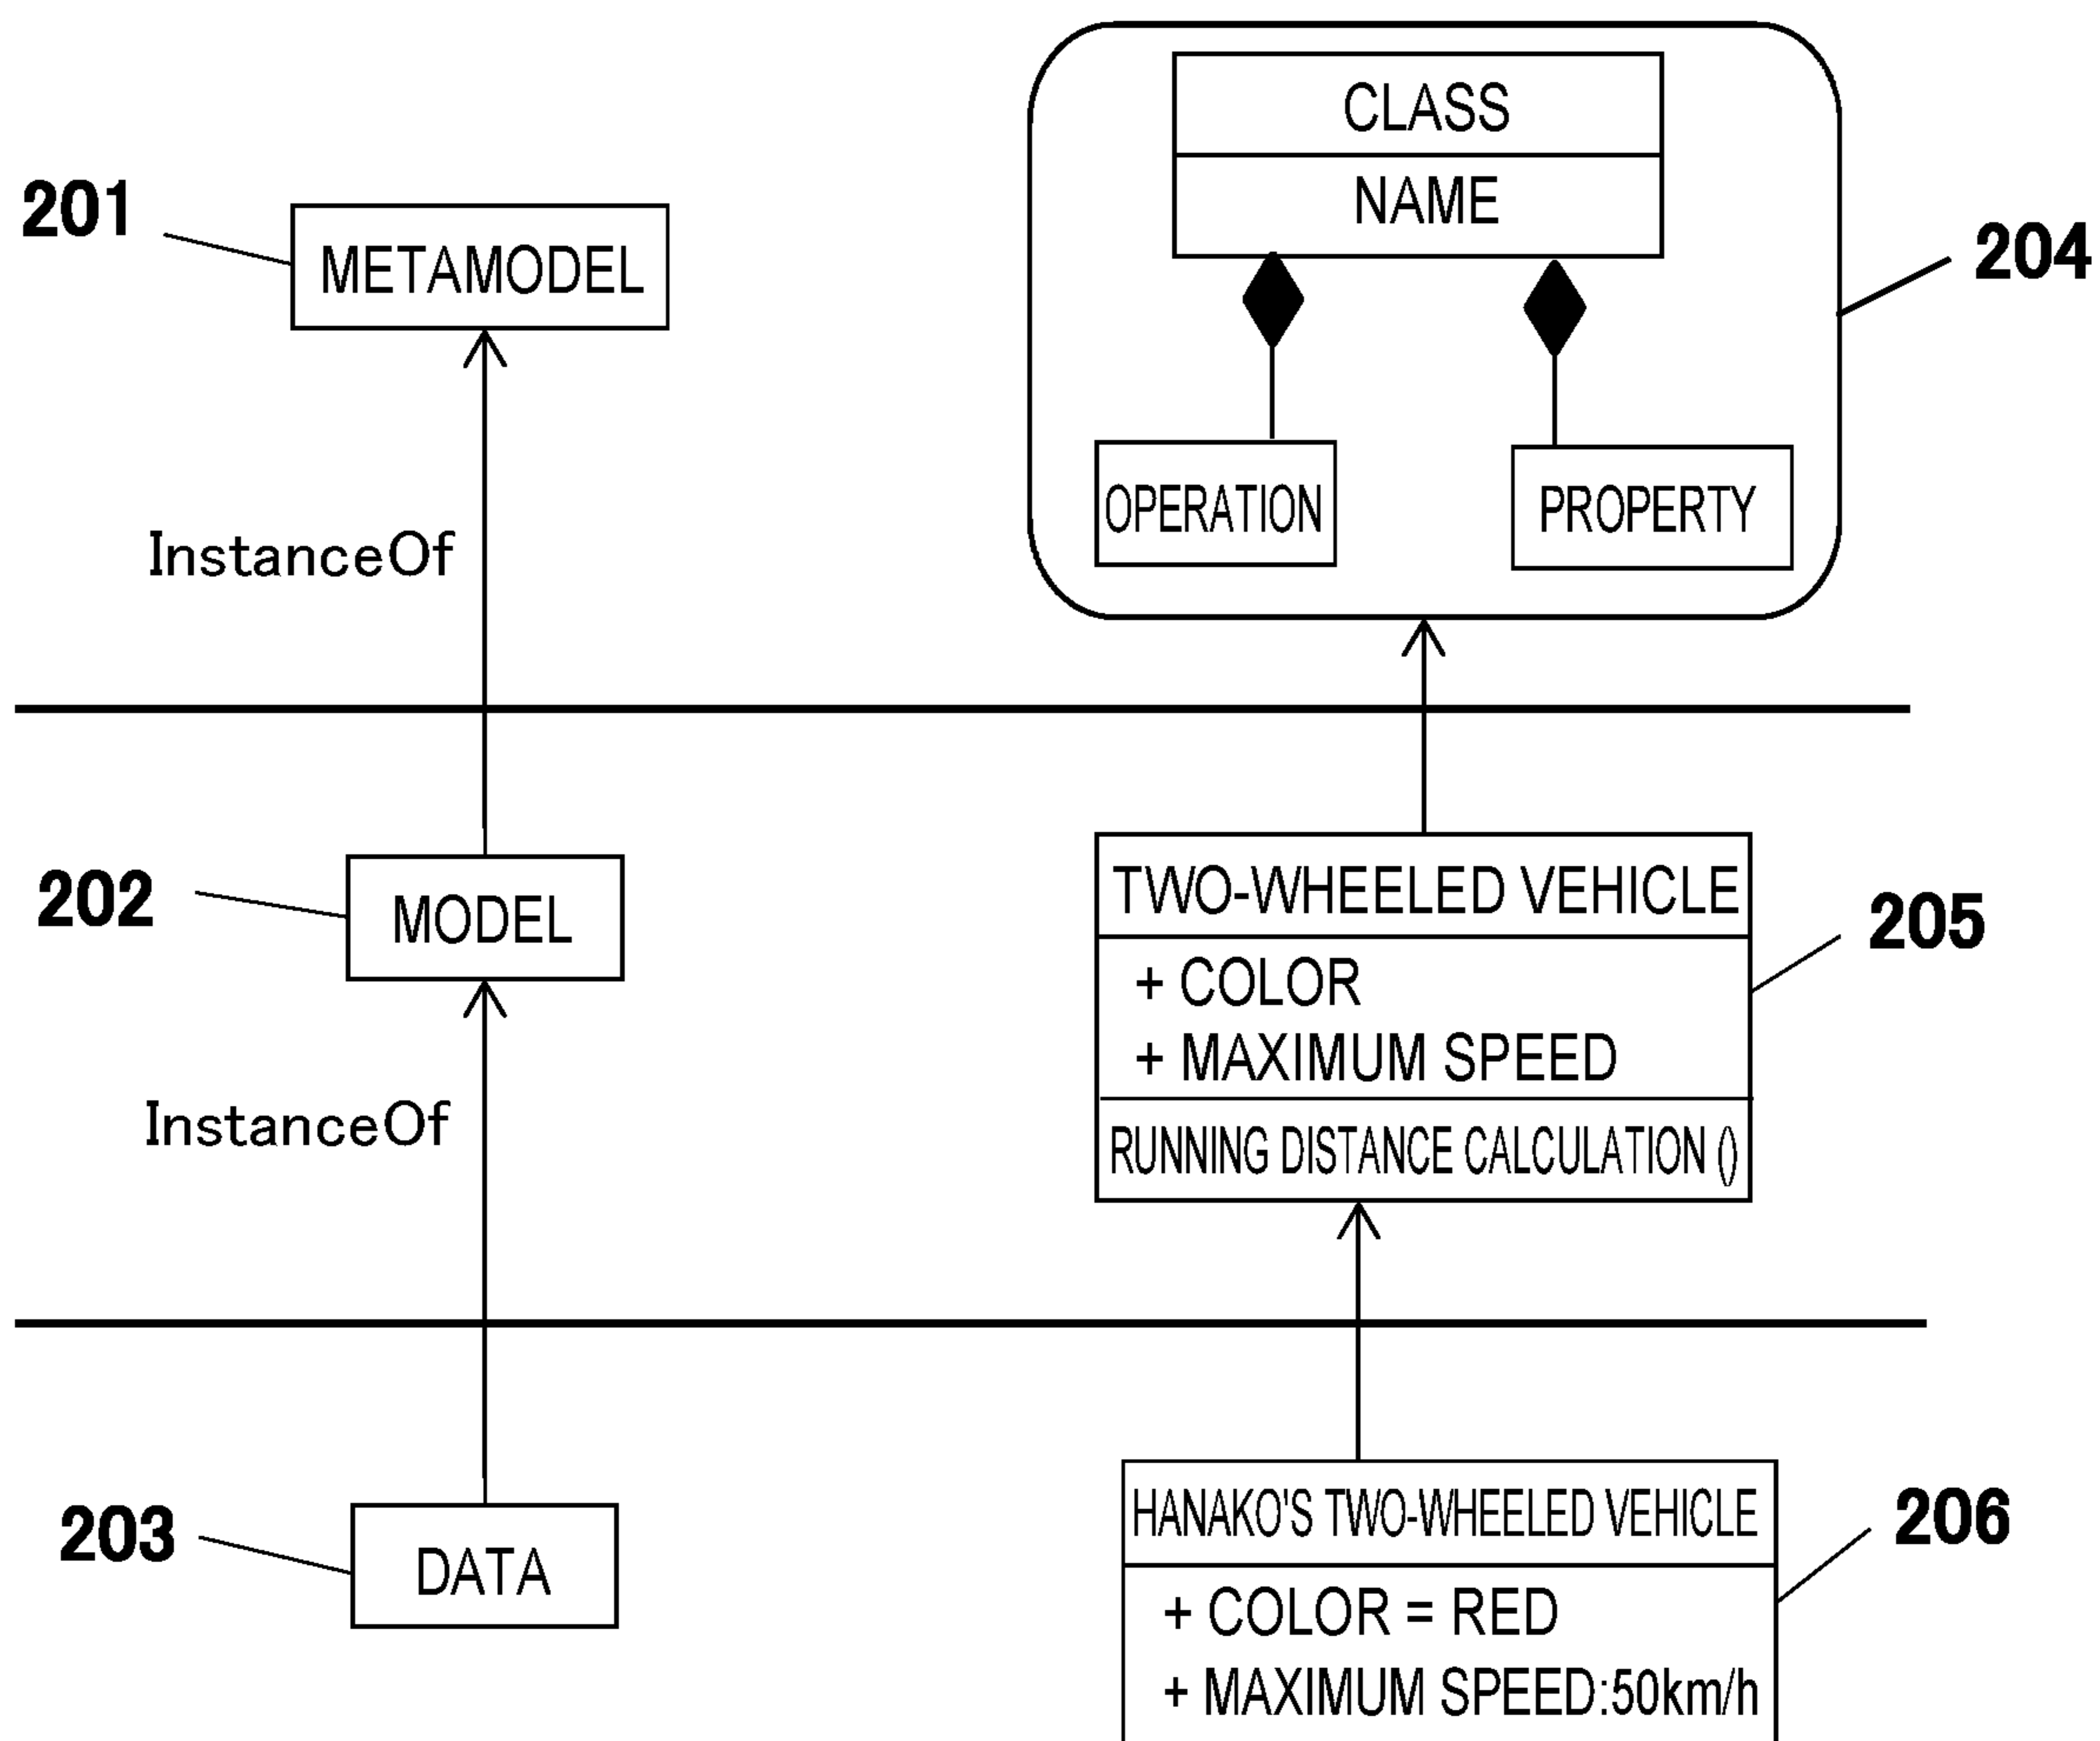 CLASS
NAME
201
METAMODEL
204
OPERATION
PROPERTY
InstanceOf
202
MODEL
TWO-WHEELED VEHICLE
205
+ COLOR
+ MAXIMUM SPEED
InstanceOf
RUNNING DISTANCE CALCULATION ()
203
DATA
HANAKO'S TWO-WHEELED VEHICLE
206
+ COLOR = RED
+ MAXIMUM SPEED:50km/h